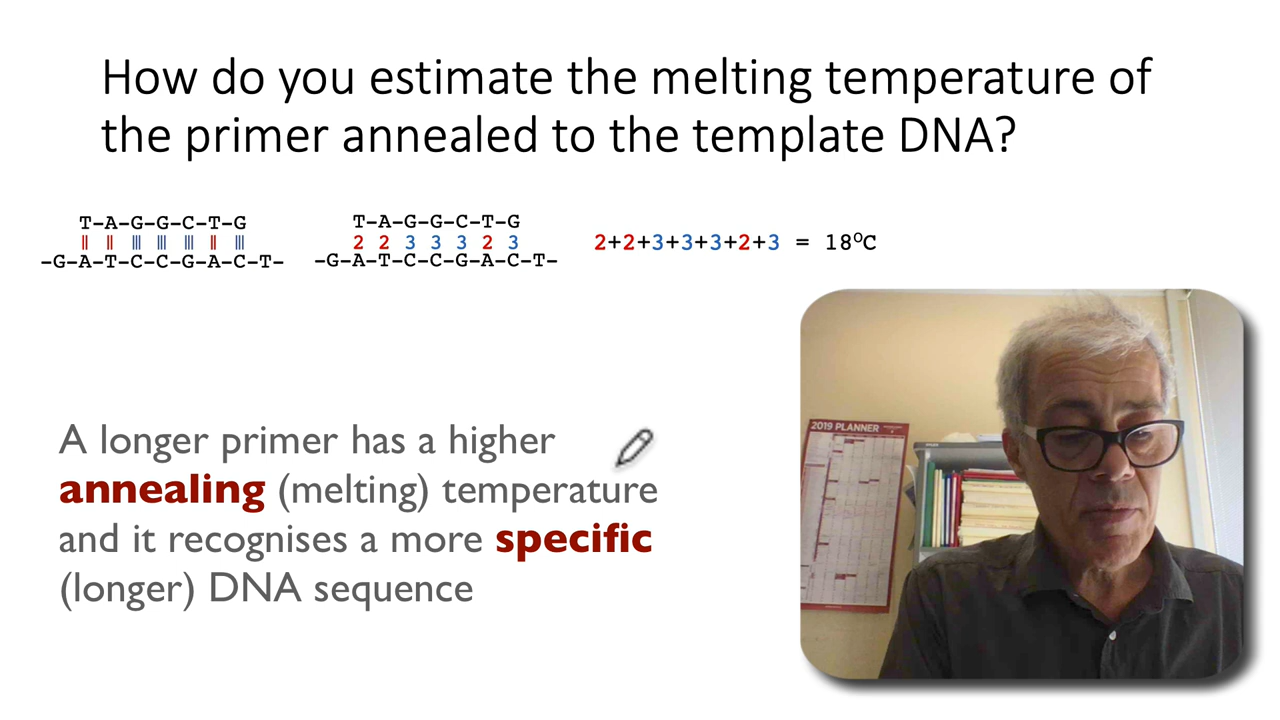 How do you estimate the melting temperature of
the primer annealed to the template DNA?
T-A-G-G-C-T-G
-G-A-T-C-C-G-A-C-T-
T-A-G-G-C-T-G
2 2 3 3 3 2 3
-G-A-T-C-C-G-A-C-T-
2+2+3+3+3+2+3 = 18°C
A longer primer has a higher
annealing (melting) temperature
and it recognises a more specific
(longer) DNA sequence
2019 PLANNER